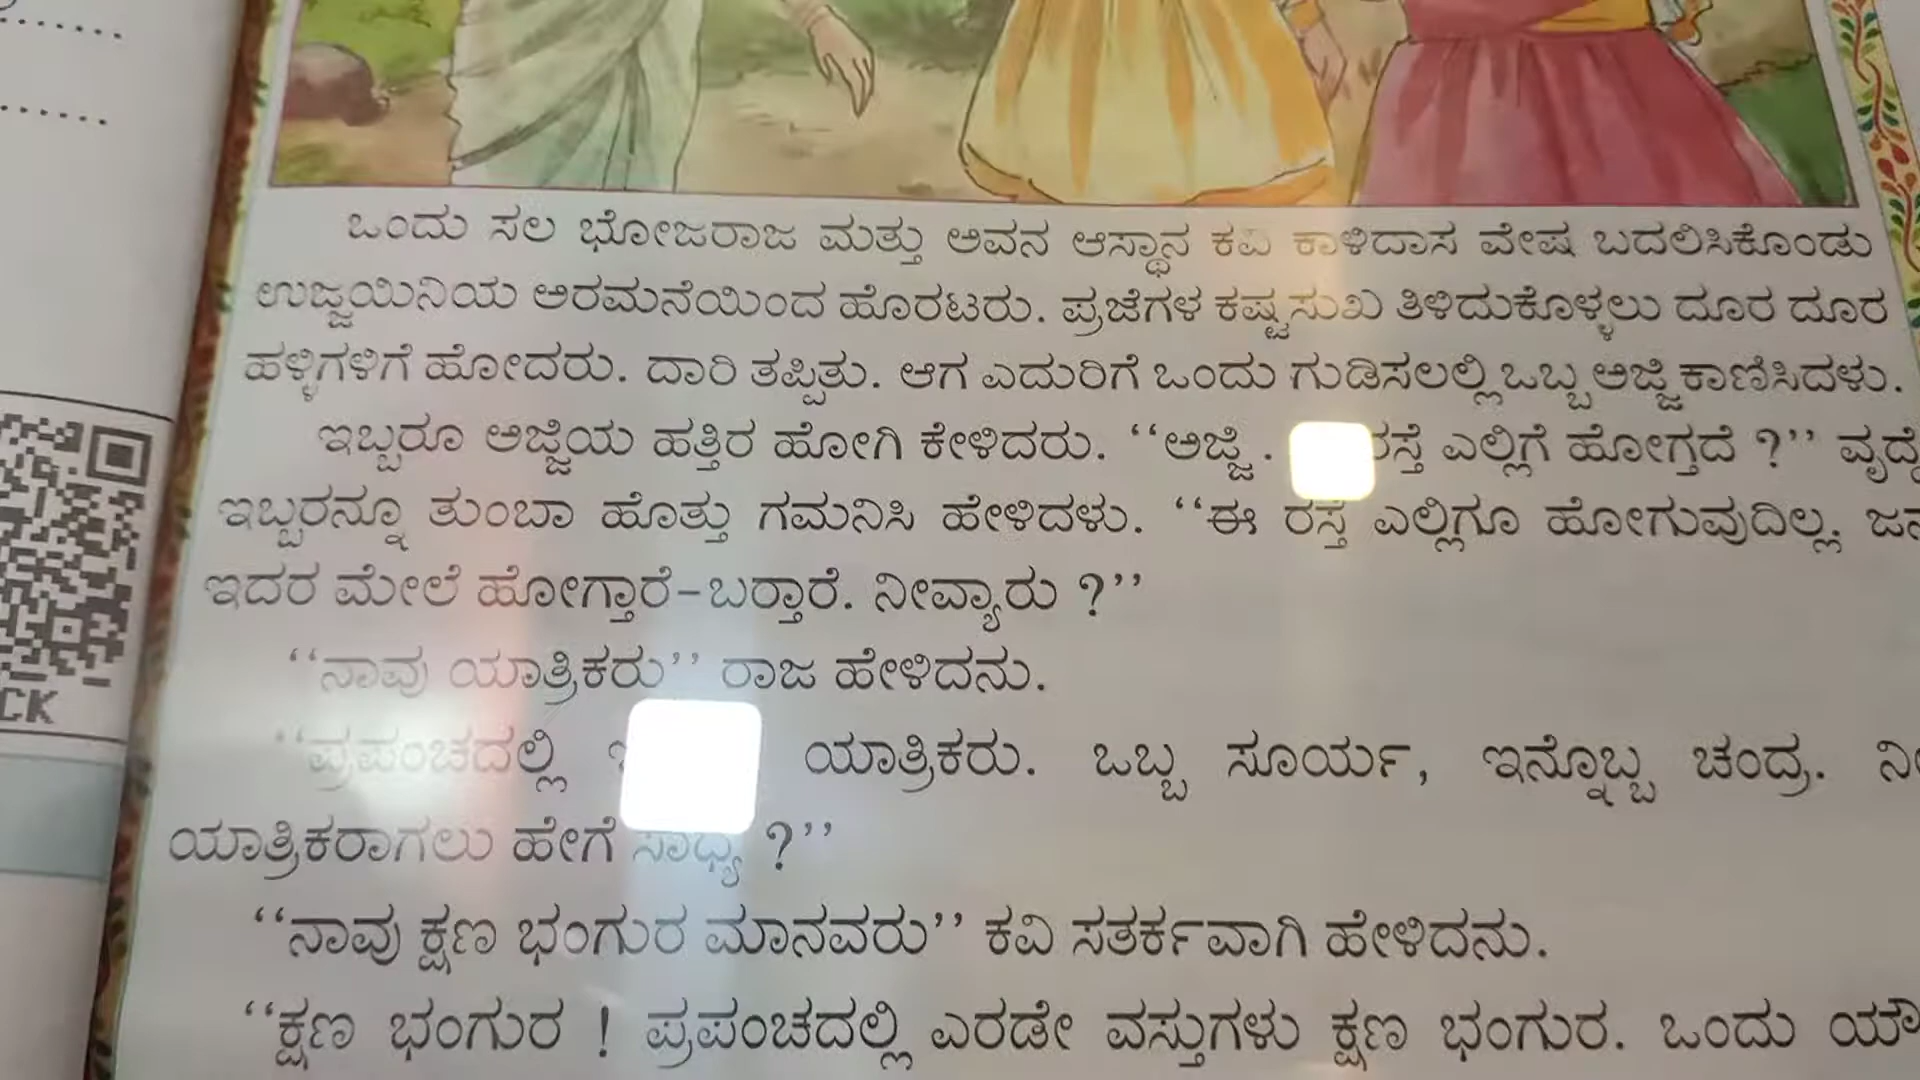 ಒಂದು ಸಲ ಭೋಜರಾಜ ಮತ್ತು ಅವನ ಆಸ್ಥಾನ ಕವಿ ಕಾಳಿದಾಸ ವೇಷ ಬದಲಿಸಿಕೊಂಡು
ಉಜ್ಜಯಿನಿಯ ಅರಮನೆಯಿಂದ ಹೊರಟರು. ಪ್ರಜೆಗಳ ಕಷ್ಟಸುಖ ತಿಳಿದುಕೊಳ್ಳಲು ದೂರ ದೂರ
ಹಳ್ಳಿಗಳಿಗೆ ಹೋದರು. ದಾರಿ ತಪ್ಪಿತು. ಆಗ ಎದುರಿಗೆ ಒಂದು ಗುಡಿಸಲಲ್ಲಿ ಒಬ್ಬ ಅಜ್ಜಿ ಕಾಣಿಸಿದಳು.
ಇಬ್ಬರೂ ಅಜ್ಜಿಯ ಹತ್ತಿರ ಹೋಗಿ ಕೇಳಿದರು. “ಅಜ್ಜಿ. ರಸ್ತೆ ಎಲ್ಲಿಗೆ ಹೋಗ್ತದೆ ?”
ಇಬ್ಬರನ್ನೂ ತುಂಬಾ ಹೊತ್ತು ಗಮನಿಸಿ ಹೇಳಿದಳು. “ಈ ರಸ್ತೆ ಎಲ್ಲಿಗೂ ಹೋಗುವುದಿಲ್ಲ.
ಇದರ ಮೇಲೆ ಹೋಗ್ತಾರೆ-ಬರ‍್ತಾರೆ. ನೀವ್ಯಾರು ?”
“ನಾವು ಯಾತ್ರಿಕರು” ರಾಜ ಹೇಳಿದನು.
“ಪ್ರಪಂಚದಲ್ಲಿ ಯಾತ್ರಿಕರು. ಒಬ್ಬ ಸೂರ್ಯ, ಇನ್ನೊಬ್ಬ ಚಂದ್ರ.
ಯಾತ್ರಿಕರಾಗಲು ಹೇಗೆ ಸಾಧ್ಯ ?”
“ನಾವು ಕ್ಷಣ ಭಂಗುರ ಮಾನವರು” ಕವಿ ಸತರ್ಕವಾಗಿ ಹೇಳಿದನು.
“ಕ್ಷಣ ಭಂಗುರ ! ಪ್ರಪಂಚದಲ್ಲಿ ಎರಡೇ ವಸ್ತುಗಳು ಕ್ಷಣ ಭಂಗುರ. ಒಂದು